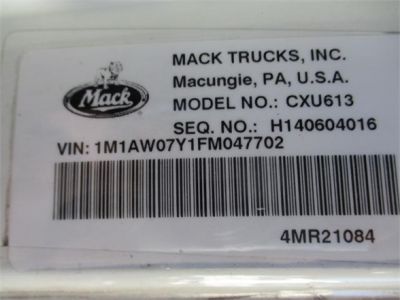 Mack
MACK TRUCKS, INC.
Macungie, PA, U.S.A.
MODEL NO.: CXU613
SEQ. NO.: H140604016
VIN: 1M1AW07Y1FM047702
4MR21084